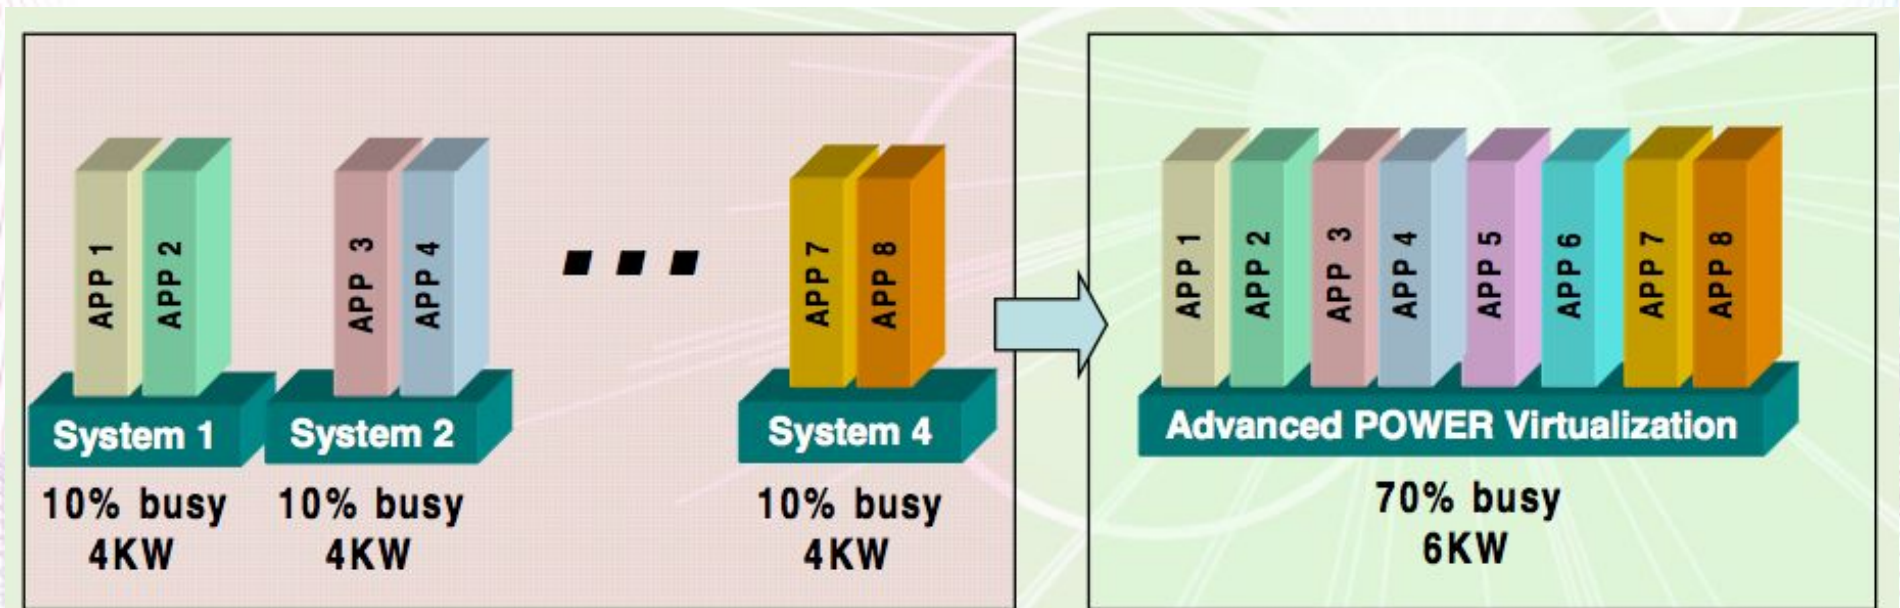 APP 1
APP 2
System 1
10% busy
4KW
APP 3
APP 4
System 2
10% busy
4KW
APP 7
APP 8
System 4
10% busy
4KW
APP 1
APP 2
APP 3
APP 4
APP 5
APP 6
APP 7
APP 8
Advanced POWER Virtualization
70% busy
6KW